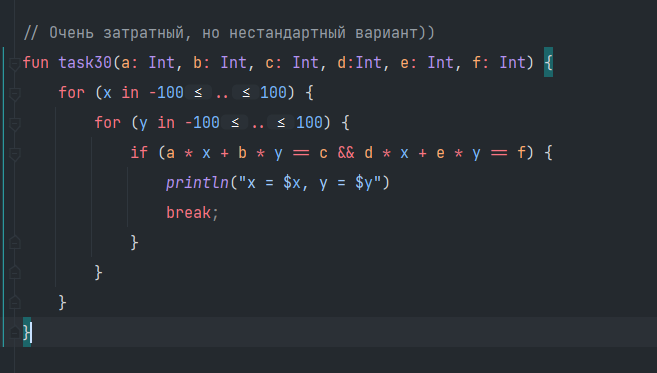 // Очень затратный, но нестандартный вариант))
fun task30(a: Int, b: Int, c: Int, d:Int, e: Int, f: Int) {
    for (x in -100 ≤ .. ≤ 100) {
        for (y in -100 ≤ .. ≤ 100) {
            if (a * x + b * y == c && d * x + e * y == f) {
                println("x = $x, y = $y")
                break;
            }
        }
    }
}